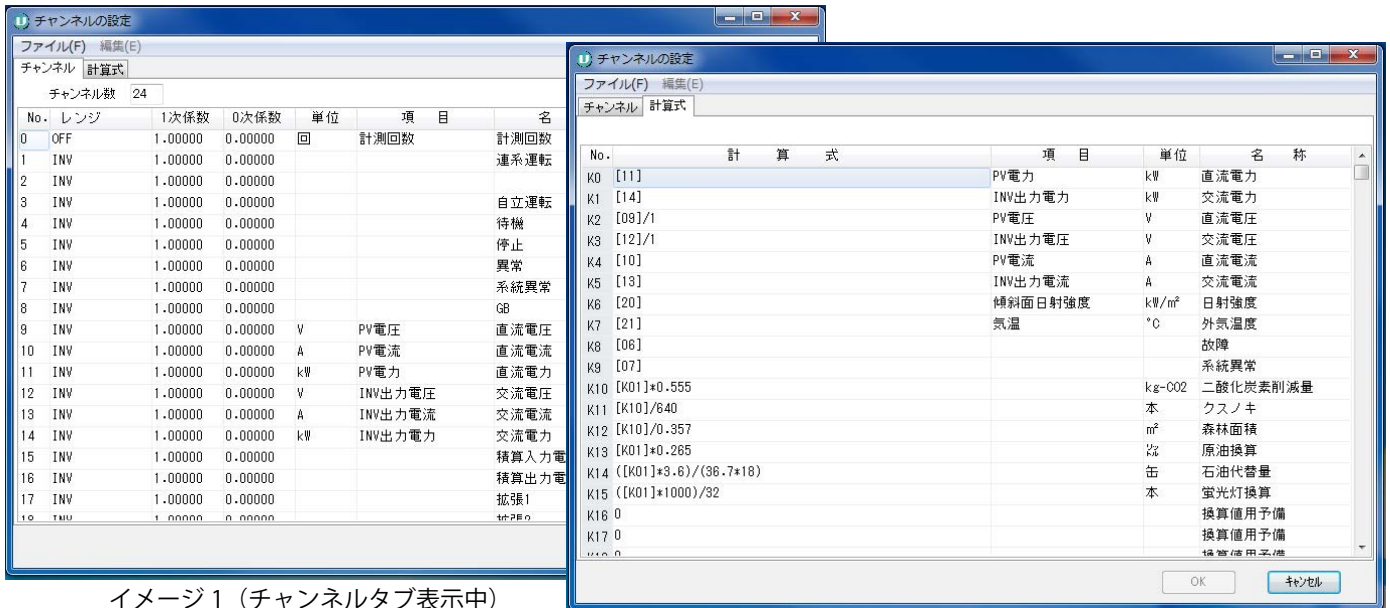 チャンネルの設定
ファイル(F) 編集(E)
チャンネル 計算式
チャンネル数 24
No. レンジ 1次係数 0次係数 単位 項 目 名
0 OFF 1.00000 0.00000 回 計測回数 計測回数
1 INV 1.00000 0.00000 連系運転
2 INV 1.00000 0.00000
3 INV 1.00000 0.00000 自立運転
4 INV 1.00000 0.00000 待機
5 INV 1.00000 0.00000 停止
6 INV 1.00000 0.00000 異常
7 INV 1.00000 0.00000 系統異常
8 INV 1.00000 0.00000 GB
9 INV 1.00000 0.00000 V PV電圧 直流電圧
10 INV 1.00000 0.00000 A PV電流 直流電流
11 INV 1.00000 0.00000 kW PV電力 直流電力
12 INV 1.00000 0.00000 V INV出力電圧 交流電圧
13 INV 1.00000 0.00000 A INV出力電流 交流電流
14 INV 1.00000 0.00000 kW INV出力電力 交流電力
15 INV 1.00000 0.00000 積算入力電
16 INV 1.00000 0.00000 積算出力電
17 INV 1.00000 0.00000 拡張1
18 INV 1.00000 0.00000 拡張2
イメージ1（チャンネルタブ表示中）
チャンネルの設定
ファイル(F) 編集(E)
チャンネル 計算式
No. 計 算 式 項 目 単位 名 称
K0 [11] PV電力 kW 直流電力
K1 [14] INV出力電力 kW 交流電力
K2 [09]/1 PV電圧 V 直流電圧
K3 [12]/1 INV出力電圧 V 交流電圧
K4 [10] PV電流 A 直流電流
K5 [13] INV出力電流 A 交流電流
K6 [20] 傾斜面日射強度 kW/㎡ 日射強度
K7 [21] 気温 °C 外気温度
K8 [06] 故障
K9 [07] 系統異常
K10 [K01]*0.555 kg-CO2 二酸化炭素削減量
K11 [K10]/640 本 クスノキ
K12 [K10]/0.357 ㎡ 森林面積
K13 [K01]*0.265 原油換算
K14 ([K01]*3.6)/(36.7*18) 缶 石油代替量
K15 ([K01]*1000)/32 本 蛍光灯換算
K16 0 換算値用予備
K17 0 換算値用予備
K18 0 換算値用予備
OK キャンセル